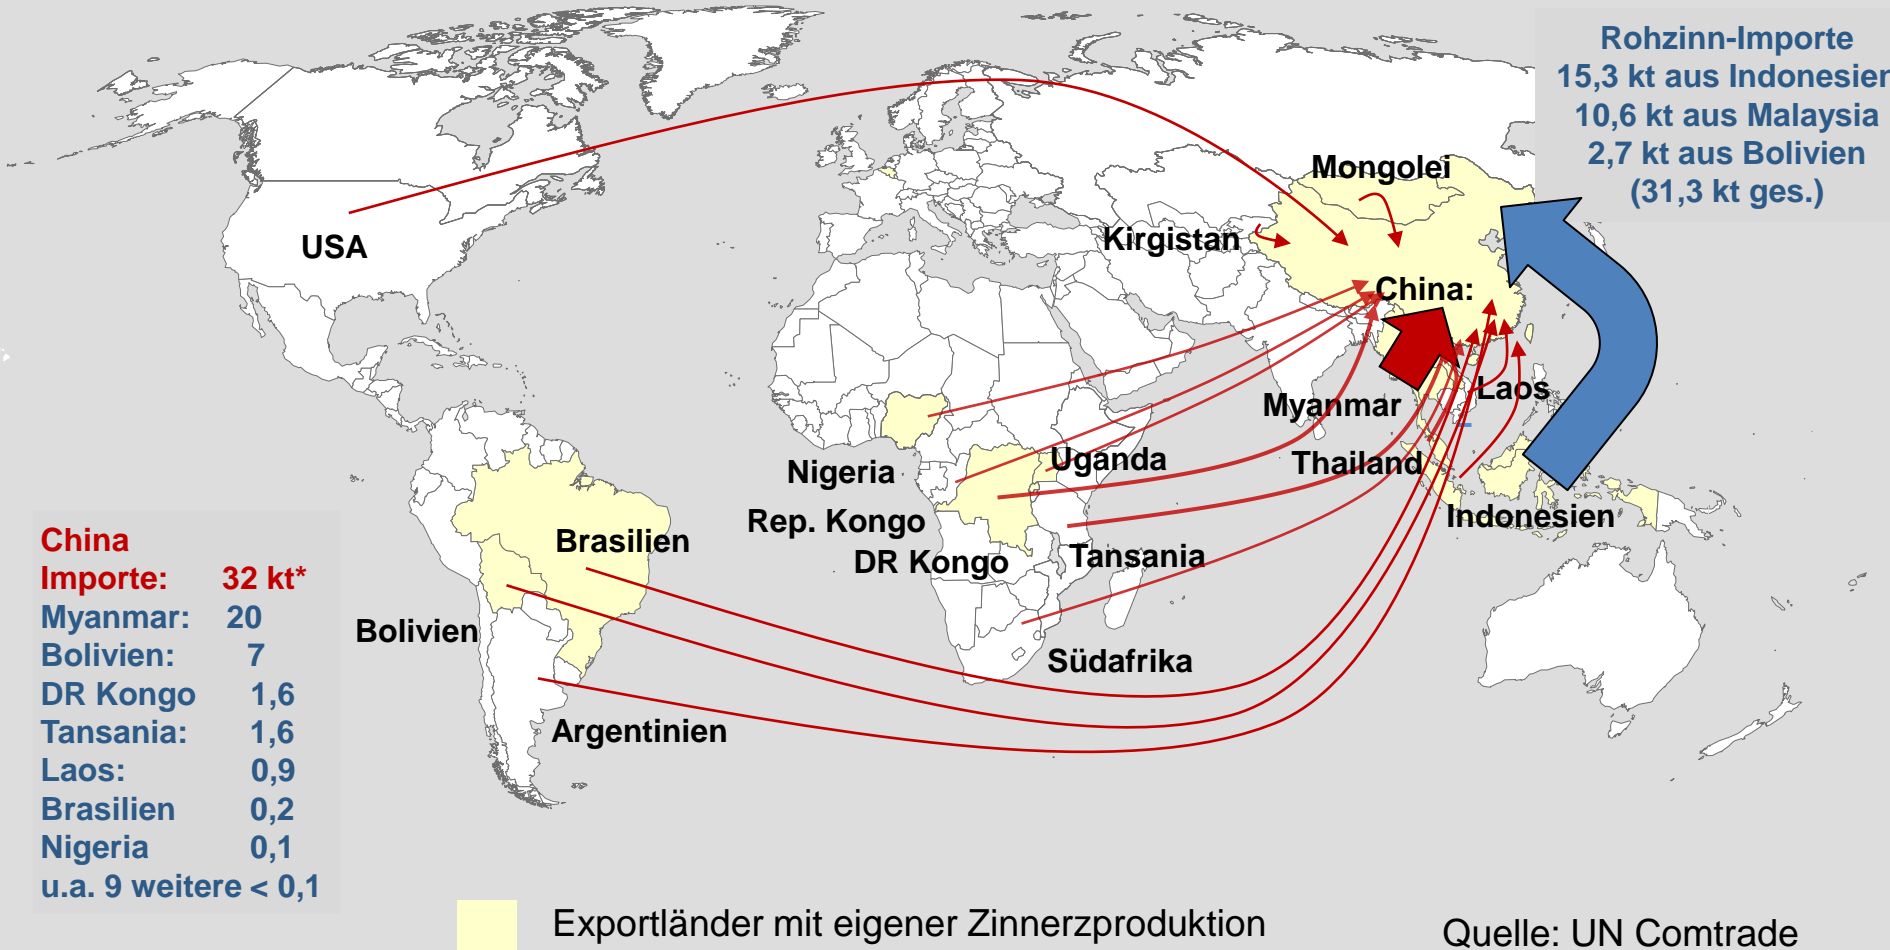 Rohzinn-Importe
15,3 kt aus Indonesien
10,6 kt aus Malaysia
2,7 kt aus Bolivien
(31,3 kt ges.)
Mongolei
USA
Kirgistan
China:
Myanmar
Laos
Nigeria
Uganda
Thailand
Rep. Kongo
Indonesien
Brasilien
DR Kongo
Tansania
Bolivien
Südafrika
Argentinien
China
Importe: 32 kt*
Myanmar: 20
Bolivien: 7
DR Kongo 1,6
Tansania: 1,6
Laos: 0,9
Brasilien 0,2
Nigeria 0,1
u.a. 9 weitere < 0,1
Exportländer mit eigener Zinnerzproduktion
Quelle: UN Comtrade